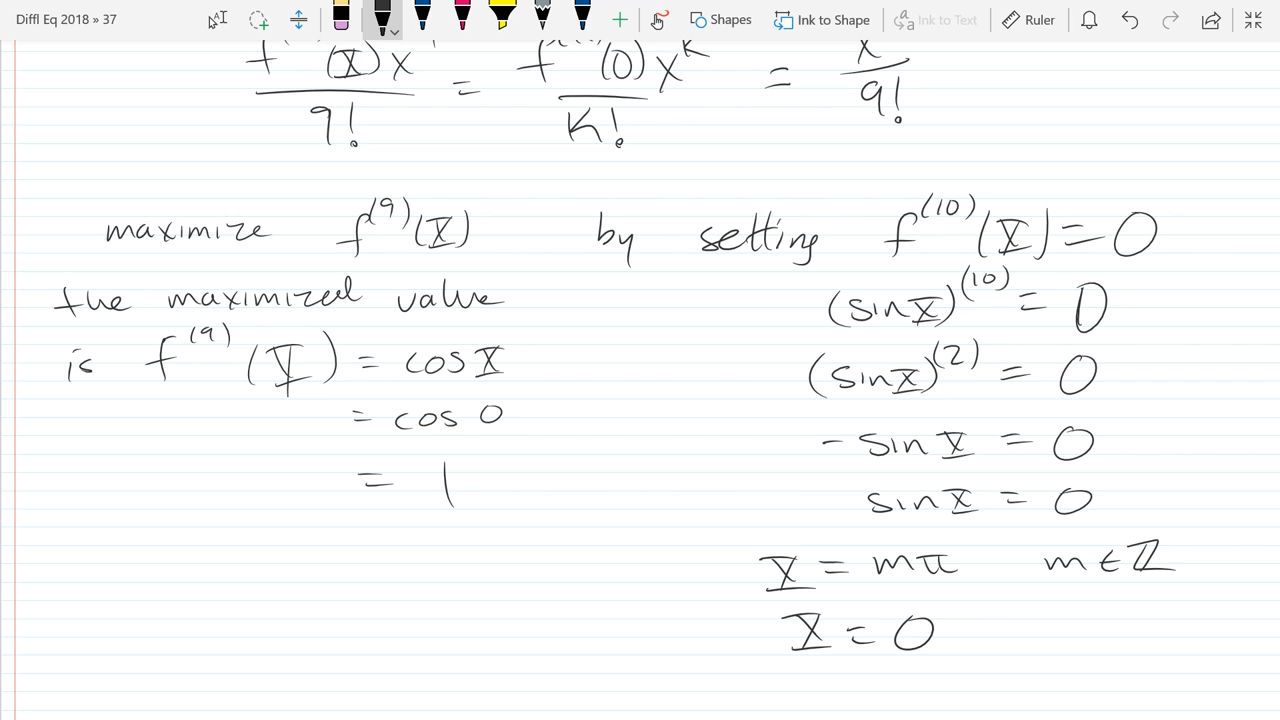 Diffl Eq 2018 » 37 Shapes Ink to Shape Ink to Text Ruler
f (X) x = f (0) x^k = x
9! K! 9!
maximize f^(9)(X) by setting f^(10)(X) = 0
the maximized value (sin X)^(10) = 0
is f^(9)(X) = cos X (sin X)^(2) = 0
= cos 0 - sin X = 0
= 1 sin X = 0
X = mπ m ∈ ℤ
X = 0